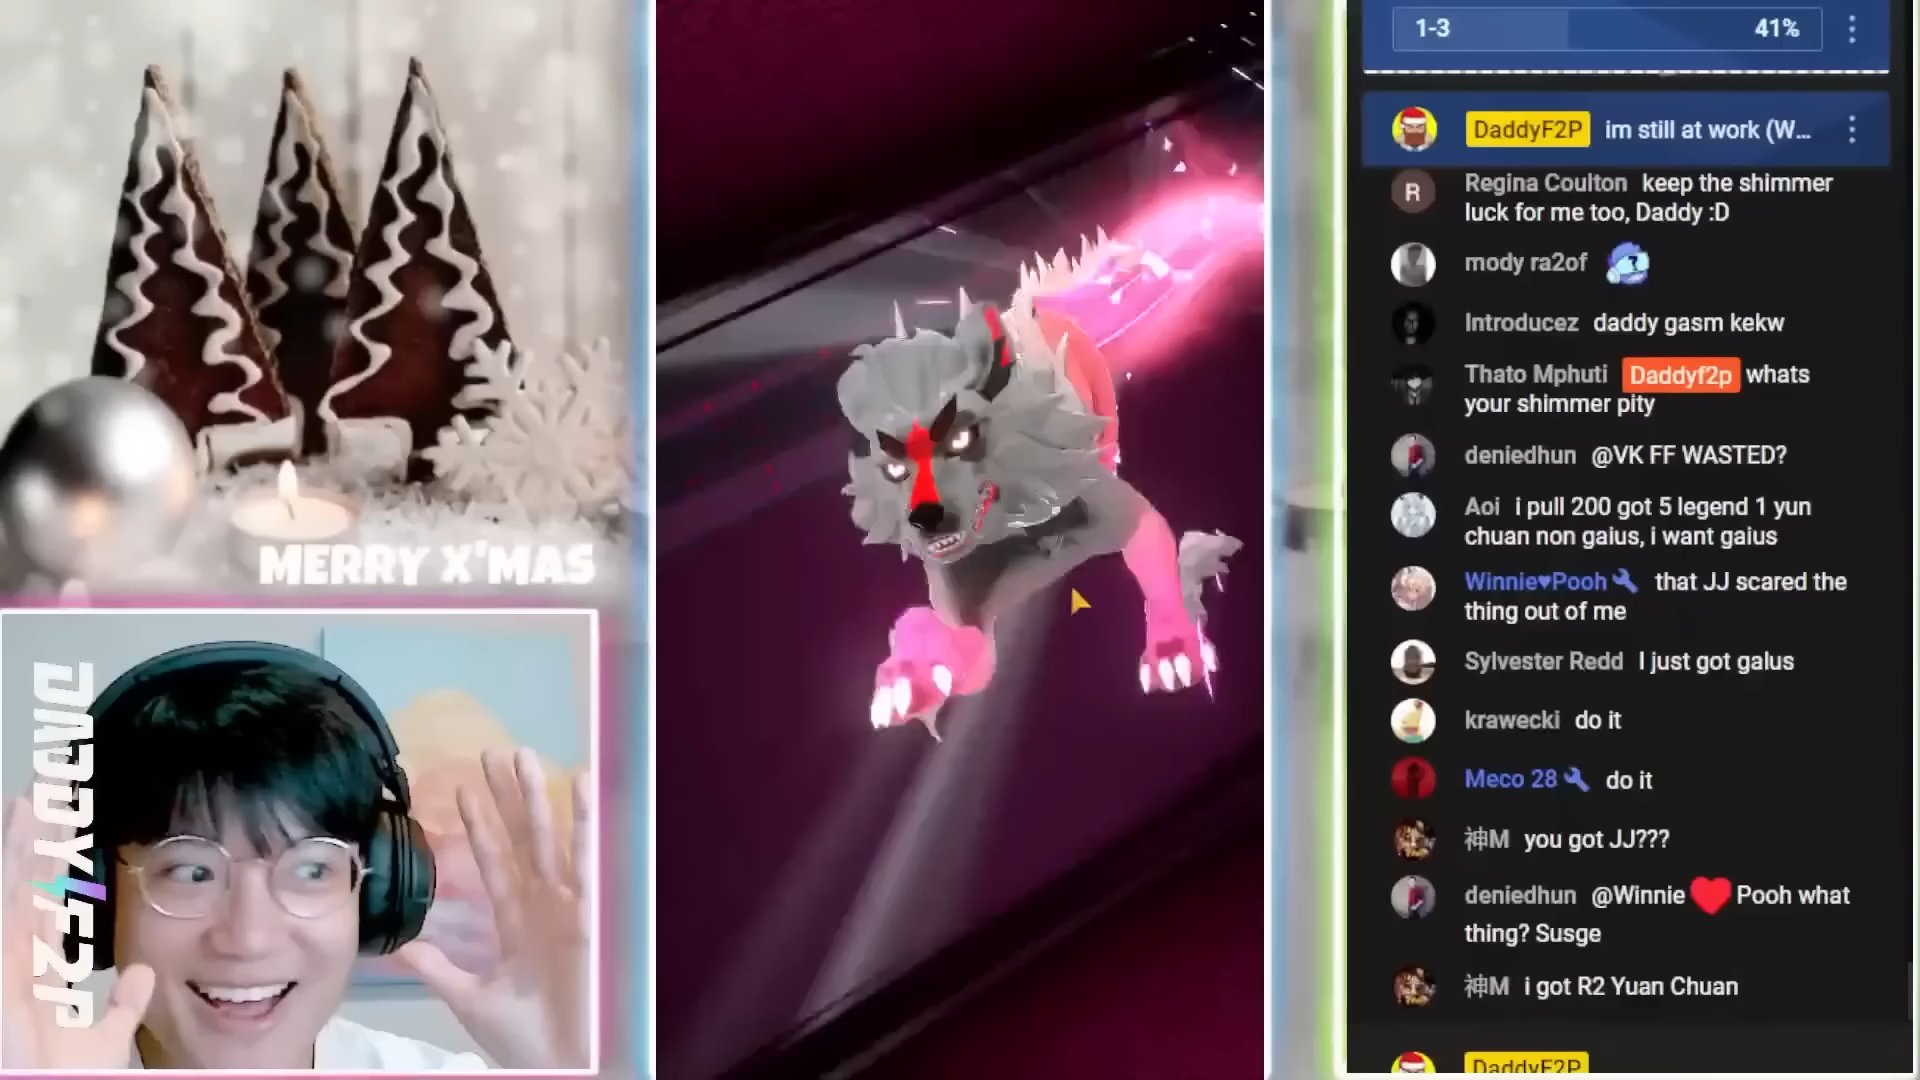 MERRY X'MAS
DADDYF2P
1-3 41%
DaddyF2P im still at work (W...
R Regina Coulton keep the shimmer
luck for me too, Daddy :D
mody ra2of
Introducez daddy gasm kekw
Thato Mphuti Daddyf2p whats
your shimmer pity
deniedhun @VK FF WASTED?
Aoi i pull 200 got 5 legend 1 yun
chuan non gaius, i want gaius
Winnie♥Pooh that JJ scared the
thing out of me
Sylvester Redd I just got galus
krawecki do it
Meco 28 do it
神M you got JJ???
deniedhun @Winnie ❤ Pooh what
thing? Susge
神M i got R2 Yuan Chuan
DaddyF2P